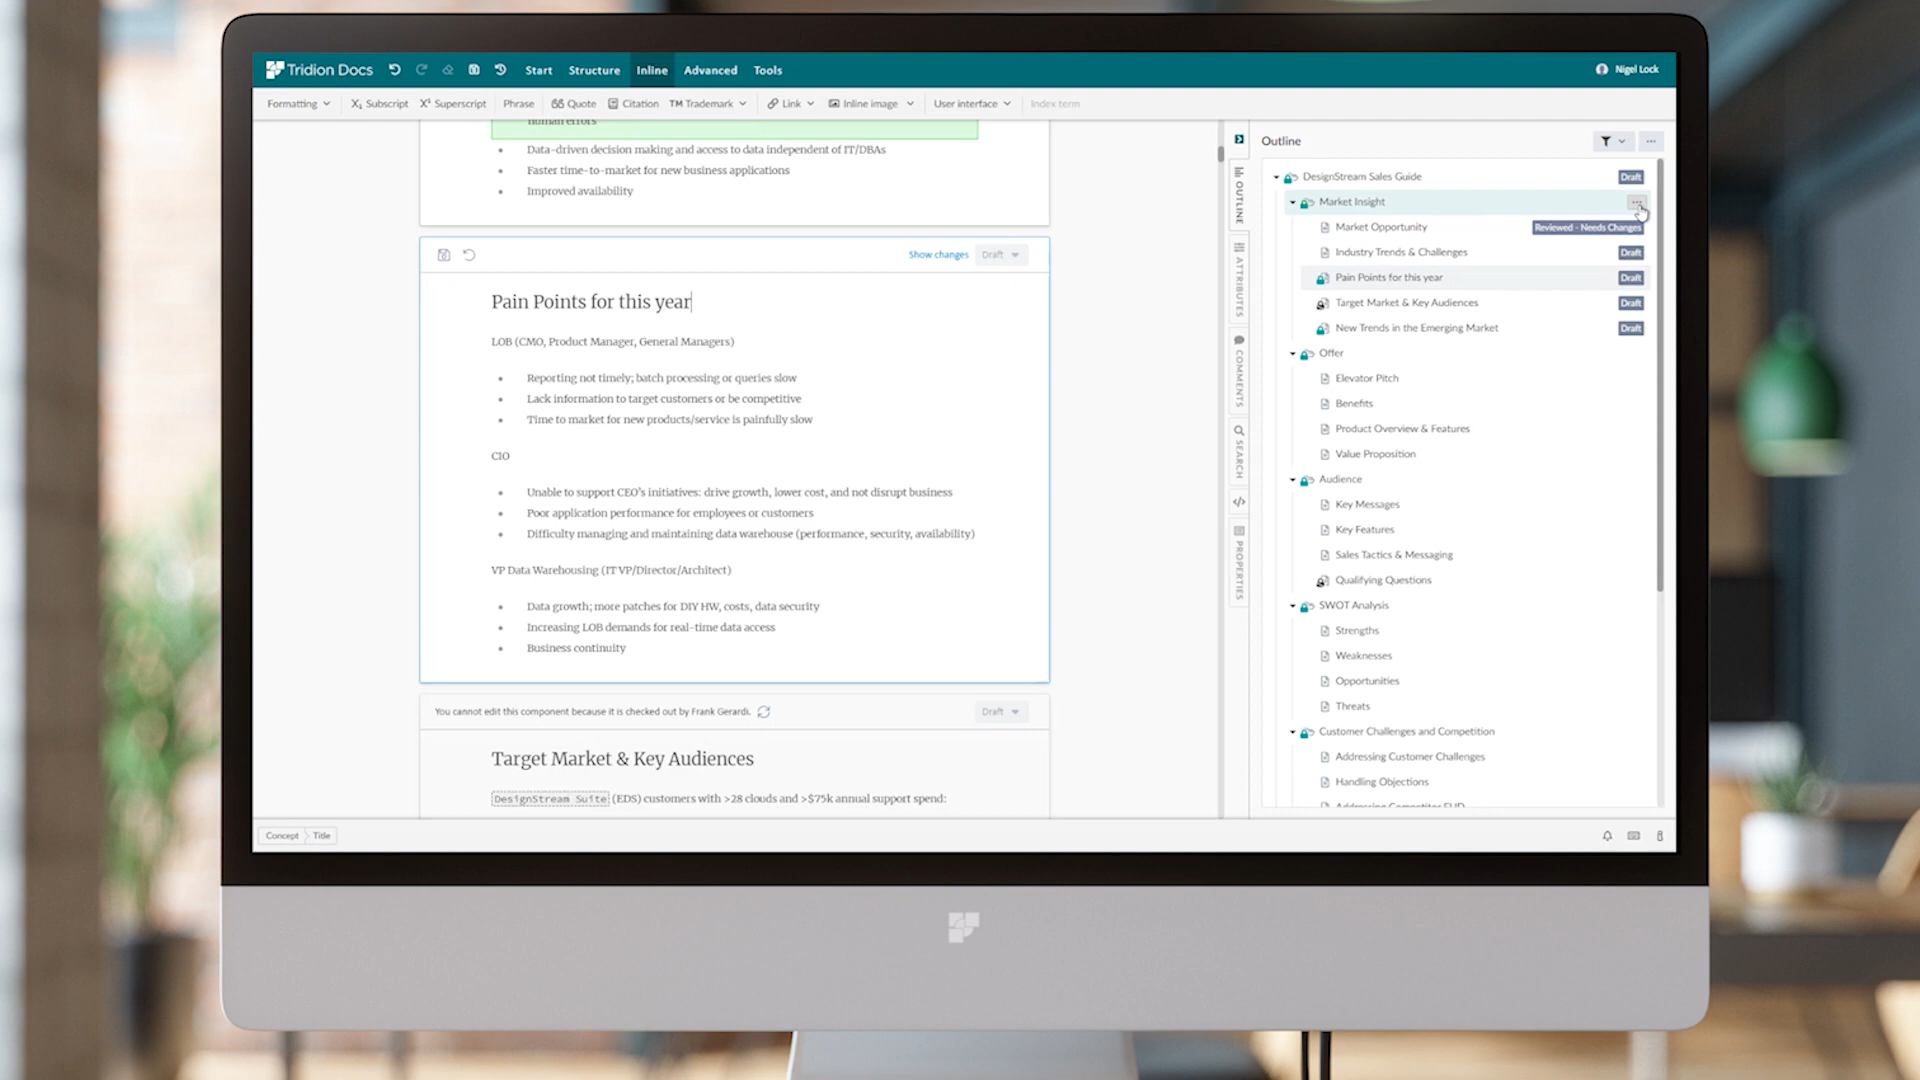 Tridion Docs
Start
Structure
Inline
Advanced
Tools
Nigel Lock
Formatting
X₁ Subscript
X¹ Superscript
Phrase
Quote
Citation
TM Trademark
Link
Inline image
User interface
Index term
human errors
Data-driven decision making and access to data independent of IT/DBAs
Faster time-to-market for new business applications
Improved availability
Show changes
Draft
Pain Points for this year
LOB (CMO, Product Manager, General Managers)
Reporting not timely; batch processing or queries slow
Lack information to target customers or be competitive
Time to market for new products/service is painfully slow
CIO
Unable to support CEO's initiatives: drive growth, lower cost, and not disrupt business
Poor application performance for employees or customers
Difficulty managing and maintaining data warehouse (performance, security, availability)
VP Data Warehousing (IT VP/Director/Architect)
Data growth; more patches for DIY HW, costs, data security
Increasing LOB demands for real-time data access
Business continuity
You cannot edit this component because it is checked out by Frank Gerardi.
Draft
Target Market & Key Audiences
DesignStream Suite (EDS) customers with >28 clouds and >$75k annual support spend:
Concept
Title
OUTLINE
ATTRIBUTES
COMMENTS
SEARCH
PROPERTIES
Outline
DesignStream Sales Guide Draft
Market Insight
Market Opportunity Reviewed - Needs Changes
Industry Trends & Challenges Draft
Pain Points for this year Draft
Target Market & Key Audiences Draft
New Trends in the Emerging Market Draft
Offer
Elevator Pitch
Benefits
Product Overview & Features
Value Proposition
Audience
Key Messages
Key Features
Sales Tactics & Messaging
Qualifying Questions
SWOT Analysis
Strengths
Weaknesses
Opportunities
Threats
Customer Challenges and Competition
Addressing Customer Challenges
Handling Objections
Addressing Competitor